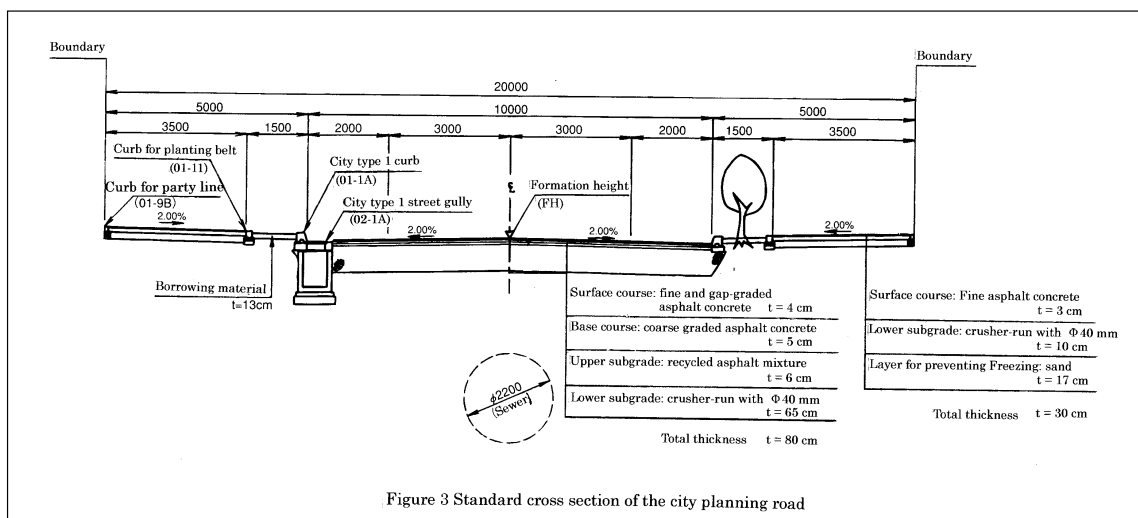 Boundary
Boundary
20000
5000
10000
5000
3500
1500
2000
3000
3000
2000
1500
3500
Curb for planting belt
(01-11)
City type 1 curb
(01-1A)
Curb for party line
(01-9B)
City type 1 street gully
(02-1A)
℄
Formation height
(FH)
2.00%
2.00%
2.00%
2.00%
Borrowing material
t=13cm
Surface course: fine and gap-graded
asphalt concrete t = 4 cm
Base course: coarse graded asphalt concrete
t = 5 cm
Upper subgrade: recycled asphalt mixture
t = 6 cm
Lower subgrade: crusher-run with Φ 40 mm
t = 65 cm
Total thickness t = 80 cm
Surface course: Fine asphalt concrete
t = 3 cm
Lower subgrade: crusher-run with Φ 40 mm
t = 10 cm
Layer for preventing Freezing: sand
t = 17 cm
Total thickness t = 30 cm
φ2200
(Sewer)
Figure 3 Standard cross section of the city planning road